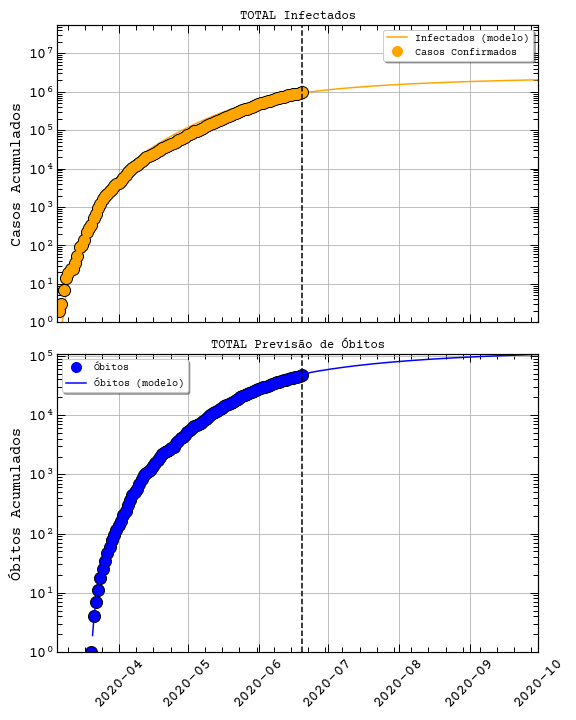 TOTAL Infectados
Infectados (modelo)
Casos Confirmados
Casos Acumulados
10⁷
10⁶
10⁵
10⁴
10³
10²
10¹
10⁰
TOTAL Previsão de Óbitos
Óbitos
Óbitos (modelo)
Óbitos Acumulados
10⁵
10⁴
10³
10²
10¹
10⁰
2020-04
2020-05
2020-06
2020-07
2020-08
2020-09
2020-10